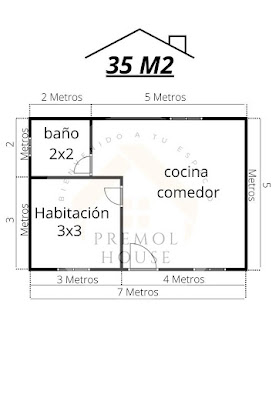 35 M2
2 Metros
5 Metros
2
Metros
baño
2x2
BIENVENIDO A TU ESPACIO
cocina
comedor
Metros
5
3
Metros
Habitación
3x3
PREMOL
HOUSE
3 Metros
4 Metros
7 Metros